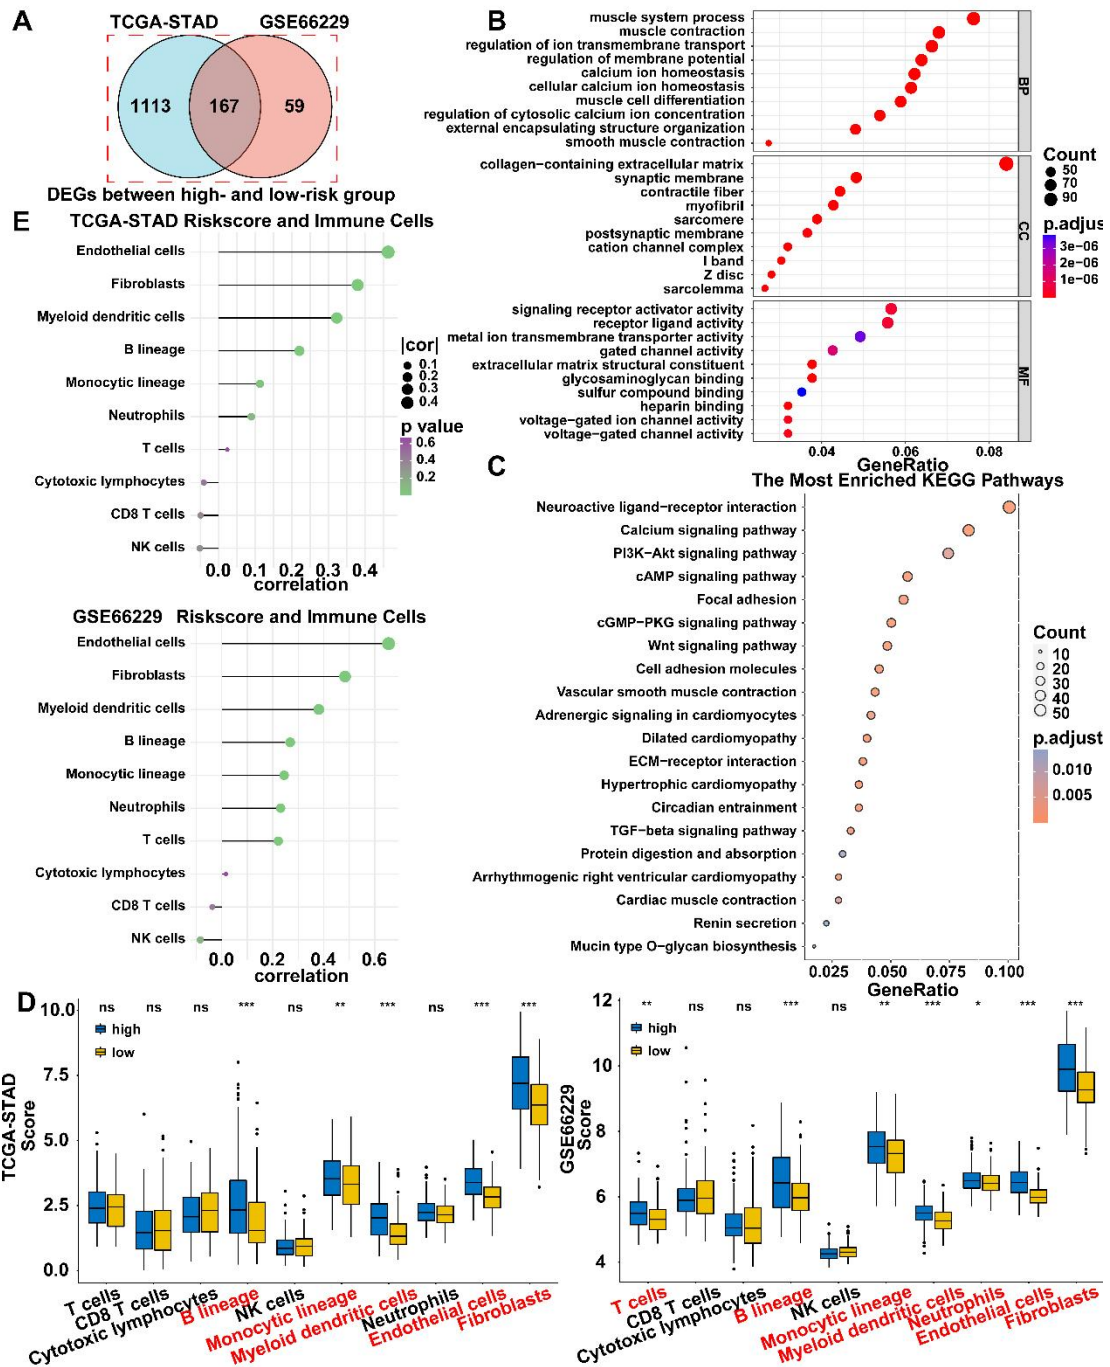 A
TCGA-STAD
GSE66229
1113
167
59
DEGs between high- and low-risk group
B
muscle system process
muscle contraction
regulation of ion transmembrane transport
regulation of membrane potential
calcium ion homeostasis
cellular calcium ion homeostasis
muscle cell differentiation
regulation of cytosolic calcium ion concentration
external encapsulating structure organization
smooth muscle contraction
BP
collagen-containing extracellular matrix
synaptic membrane
contractile fiber
myofibril
sarcomere
postsynaptic membrane
cation channel complex
I band
Z disc
sarcolemma
CC
signaling receptor activator activity
receptor ligand activity
metal ion transmembrane transporter activity
gated channel activity
extracellular matrix structural constituent
glycosaminoglycan binding
sulfur compound binding
heparin binding
voltage-gated ion channel activity
voltage-gated channel activity
MF
0.04 0.06 0.08
GeneRatio
Count
50
70
90
p.adjust
3e-06
2e-06
1e-06
E
TCGA-STAD Riskscore and Immune Cells
Endothelial cells
Fibroblasts
Myeloid dendritic cells
B lineage
Monocytic lineage
Neutrophils
T cells
Cytotoxic lymphocytes
CD8 T cells
NK cells
0.0 0.1 0.2 0.3 0.4
correlation
|cor|
0.1
0.2
0.3
0.4
p value
0.6
0.4
0.2
GSE66229 Riskscore and Immune Cells
Endothelial cells
Fibroblasts
Myeloid dendritic cells
B lineage
Monocytic lineage
Neutrophils
T cells
Cytotoxic lymphocytes
CD8 T cells
NK cells
0.0 0.2 0.4 0.6
correlation
C
The Most Enriched KEGG Pathways
Neuroactive ligand-receptor interaction
Calcium signaling pathway
PI3K-Akt signaling pathway
cAMP signaling pathway
Focal adhesion
cGMP-PKG signaling pathway
Wnt signaling pathway
Cell adhesion molecules
Vascular smooth muscle contraction
Adrenergic signaling in cardiomyocytes
Dilated cardiomyopathy
ECM-receptor interaction
Hypertrophic cardiomyopathy
Circadian entrainment
TGF-beta signaling pathway
Protein digestion and absorption
Arrhythmogenic right ventricular cardiomyopathy
Cardiac muscle contraction
Renin secretion
Mucin type O-glycan biosynthesis
0.025 0.050 0.075 0.100
GeneRatio
Count
10
20
30
40
50
p.adjust
0.010
0.005
D
TCGA-STAD
Score
10.0
7.5
5.0
2.5
0.0
ns ns ns *** ns ** *** ns *** ***
high
low
T cells
CD8 T cells
Cytotoxic lymphocytes
B lineage
NK cells
Monocytic lineage
Myeloid dendritic cells
Neutrophils
Endothelial cells
Fibroblasts
GSE66229
Score
12
10
8
6
4
** ns ns *** ns ** *** * *** ***
high
low
T cells
CD8 T cells
Cytotoxic lymphocytes
B lineage
NK cells
Monocytic lineage
Myeloid dendritic cells
Neutrophils
Endothelial cells
Fibroblasts